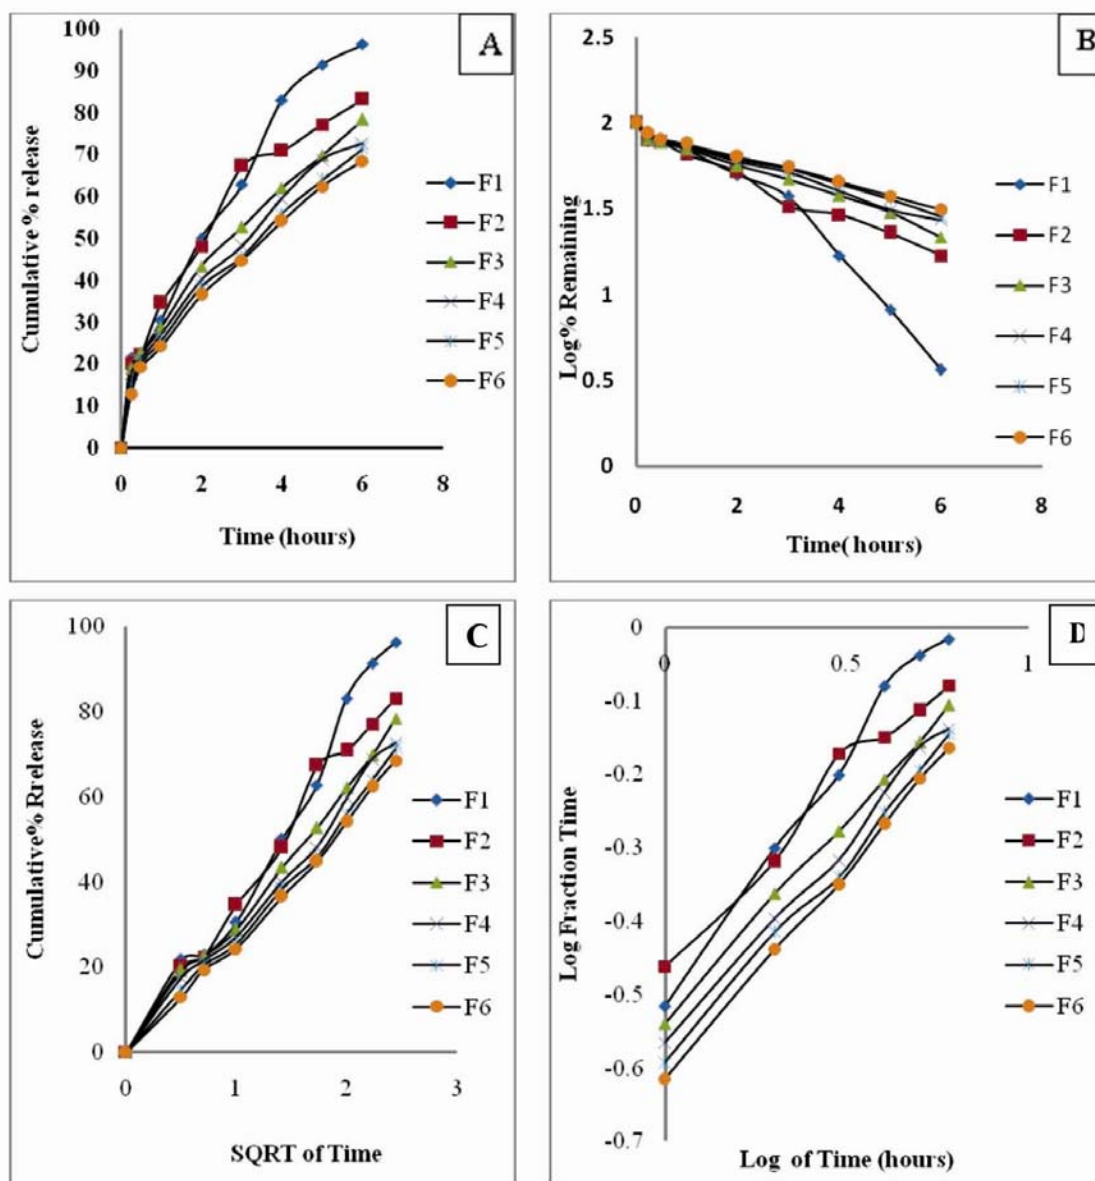 A
100
90
80
70
60
50
40
30
20
10
0
0 2 4 6 8
Cumulative % release
Time (hours)
F1
F2
F3
F4
F5
F6
B
2.5
2
1.5
1
0.5
0
0 2 4 6 8
Log% Remaining
Time( hours)
F1
F2
F3
F4
F5
F6
C
100
80
60
40
20
0
0 1 2 3
Cumulative% Rrelease
SQRT of Time
F1
F2
F3
F4
F5
F6
D
0
0 0.5 1
-0.1
-0.2
-0.3
-0.4
-0.5
-0.6
-0.7
Log Fraction Time
Log of Time (hours)
F1
F2
F3
F4
F5
F6